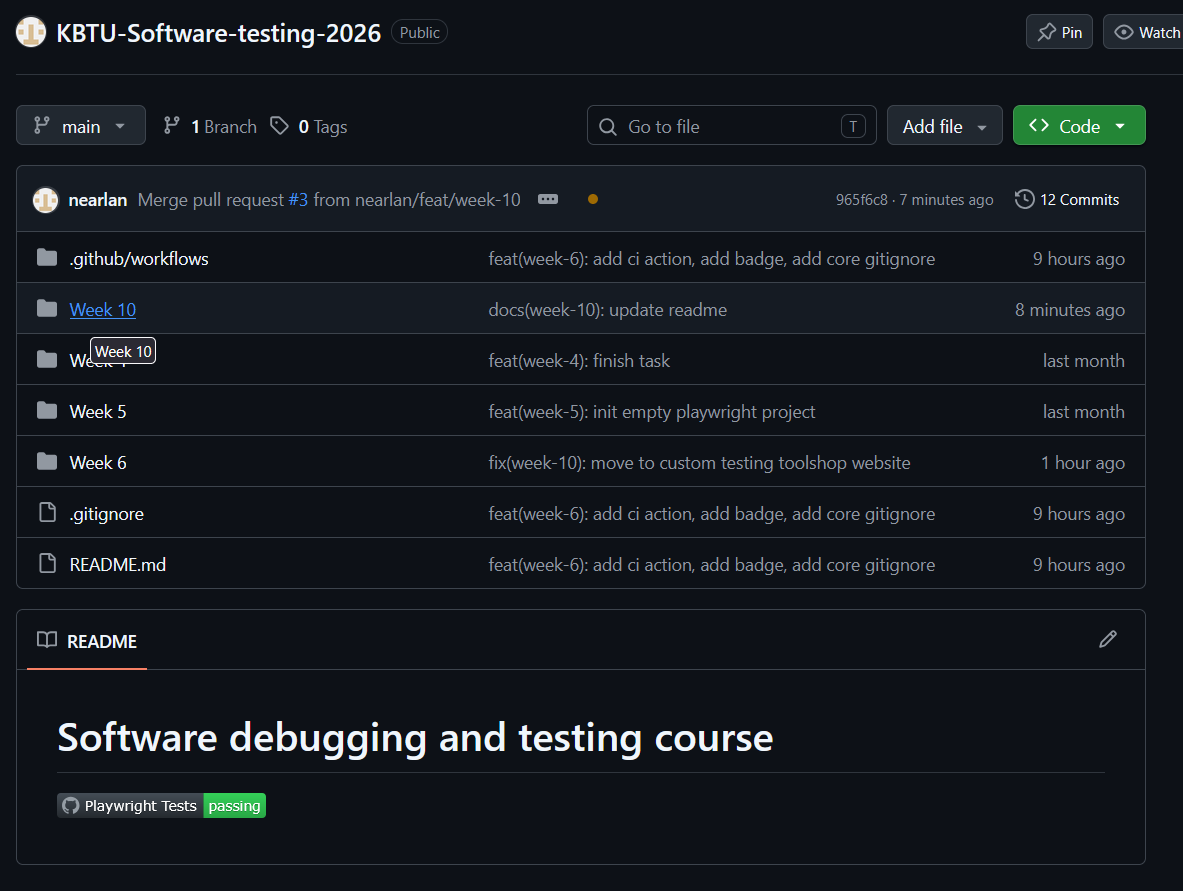 KBTU-Software-testing-2026 Public Pin Watch
main 1 Branch 0 Tags Go to file T Add file Code
nearlan Merge pull request #3 from nearlan/feat/week-10 965f6c8 · 7 minutes ago 12 Commits
.github/workflows feat(week-6): add ci action, add badge, add core gitignore 9 hours ago
Week 10 docs(week-10): update readme 8 minutes ago
Week 10
feat(week-4): finish task last month
Week 5 feat(week-5): init empty playwright project last month
Week 6 fix(week-10): move to custom testing toolshop website 1 hour ago
.gitignore feat(week-6): add ci action, add badge, add core gitignore 9 hours ago
README.md feat(week-6): add ci action, add badge, add core gitignore 9 hours ago
README
Software debugging and testing course
Playwright Tests passing